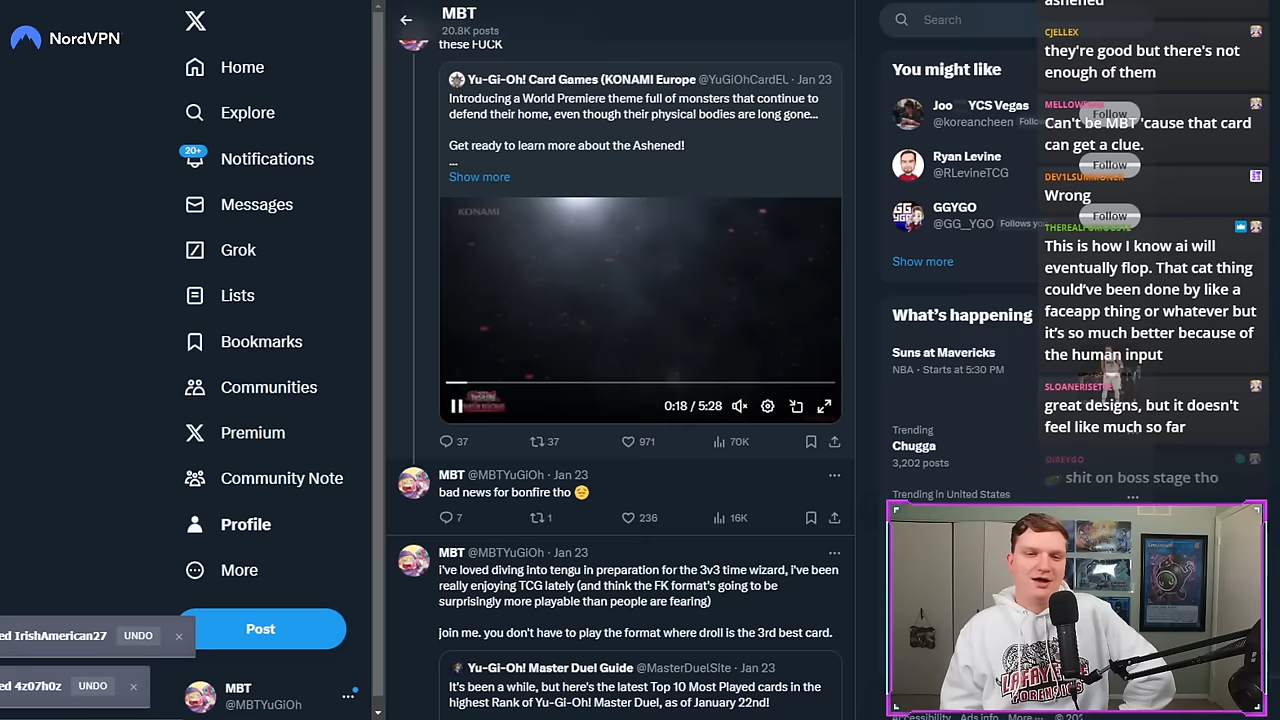 NordVPN
Home
Explore
20+
Notifications
Messages
Grok
Lists
Bookmarks
Communities
Premium
Community Note
Profile
More
Post
ed IrishAmerican27 UNDO ×
ed 4z07h0z UNDO ×
MBT
@MBTYuGiOh
MBT
20.8K posts
these FUCK
Yu-Gi-Oh! Card Games (KONAMI Europe @YuGiOhCardEU · Jan 23
Introducing a World Premiere theme full of monsters that continue to
defend their home, even though their physical bodies are long gone...
Get ready to learn more about the Ashened!
...
Show more
KONAMI
0:18 / 5:28
37 37 971 70K
MBT @MBTYuGiOh · Jan 23
bad news for bonfire tho 😔
7 1 236 16K
MBT @MBTYuGiOh · Jan 23
i've loved diving into tengu in preparation for the 3v3 time wizard, i've been
really enjoying TCG lately (and think the FK format's going to be
surprisingly more playable than people are fearing)
join me. you don't have to play the format where droll is the 3rd best card.
Yu-Gi-Oh! Master Duel Guide @MasterDuelSite · Jan 23
It's been a while, but here's the latest Top 10 Most Played cards in the
highest Rank of Yu-Gi-Oh! Master Duel, as of January 22nd!
Search
You might like
Joo YCS Vegas
@koreancheen
Follow
Ryan Levine
@RLevineTCG
Follow
GGYGO
@GG_YGO Follows you
Follow
Show more
What's happening
Suns at Mavericks
NBA · Starts at 5:30 PM
Trending
Chugga
3,202 posts
Trending in United States
ashened
CJELLEX
they're good but there's not
enough of them
Can't be MBT 'cause that card
can get a clue.
DEV1LSUMMONER
Wrong
This is how I know ai will
eventually flop. That cat thing
could've been done by like a
faceapp thing or whatever but
it's so much better because of
the human input
great designs, but it doesn't
feel like much so far
DIREYGO
shit on boss stage tho
LAFAYETTE
FORENSICS
Accessibility Ads info More